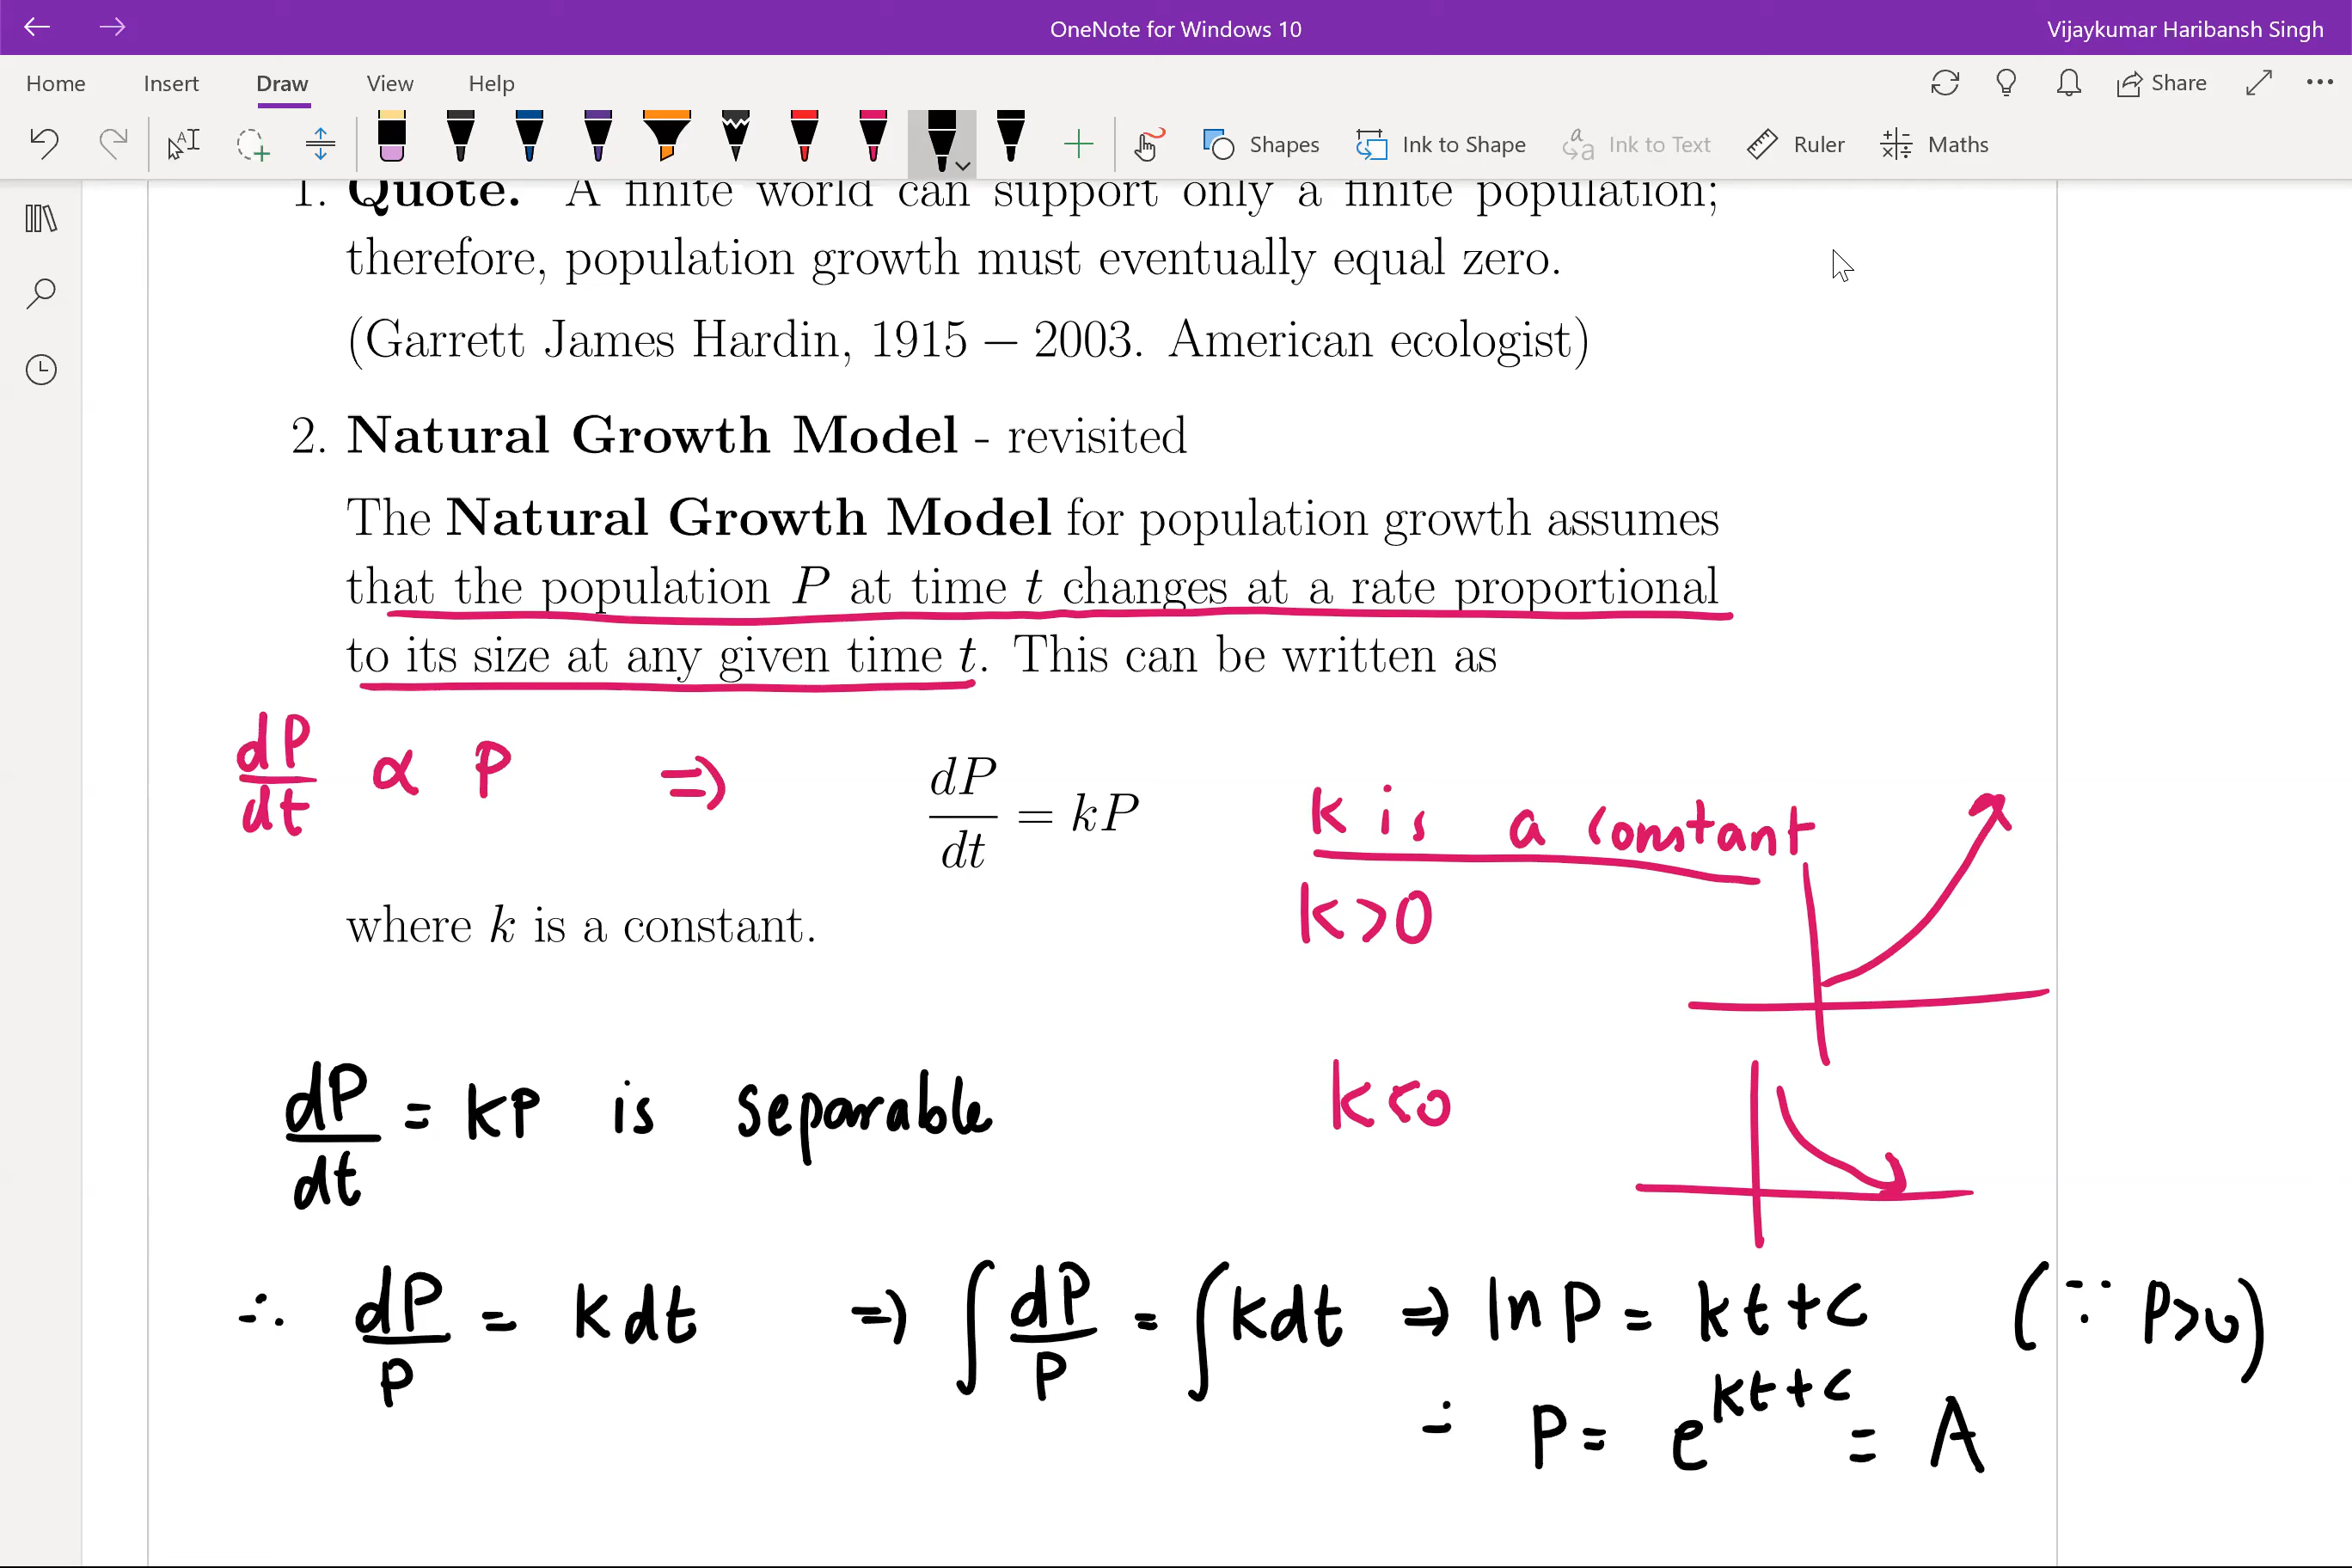 OneNote for Windows 10
Vijaykumar Haribansh Singh
Home Insert Draw View Help
Share
Shapes Ink to Shape Ink to Text Ruler Maths
1. Quote. A finite world can support only a finite population;
therefore, population growth must eventually equal zero.
(Garrett James Hardin, 1915 – 2003. American ecologist)
2. Natural Growth Model - revisited
The Natural Growth Model for population growth assumes
that the population P at time t changes at a rate proportional
to its size at any given time t. This can be written as
dP/dt ∝ P ⇒ dP/dt = kP
k is a constant
k>0
where k is a constant.
dP/dt = kP is separable
k<0
∴ dP/P = k dt ⇒ ∫ dP/P = ∫ k dt ⇒ ln P = kt + c (∵ P>0)
∴ P = e^{kt+c} = A